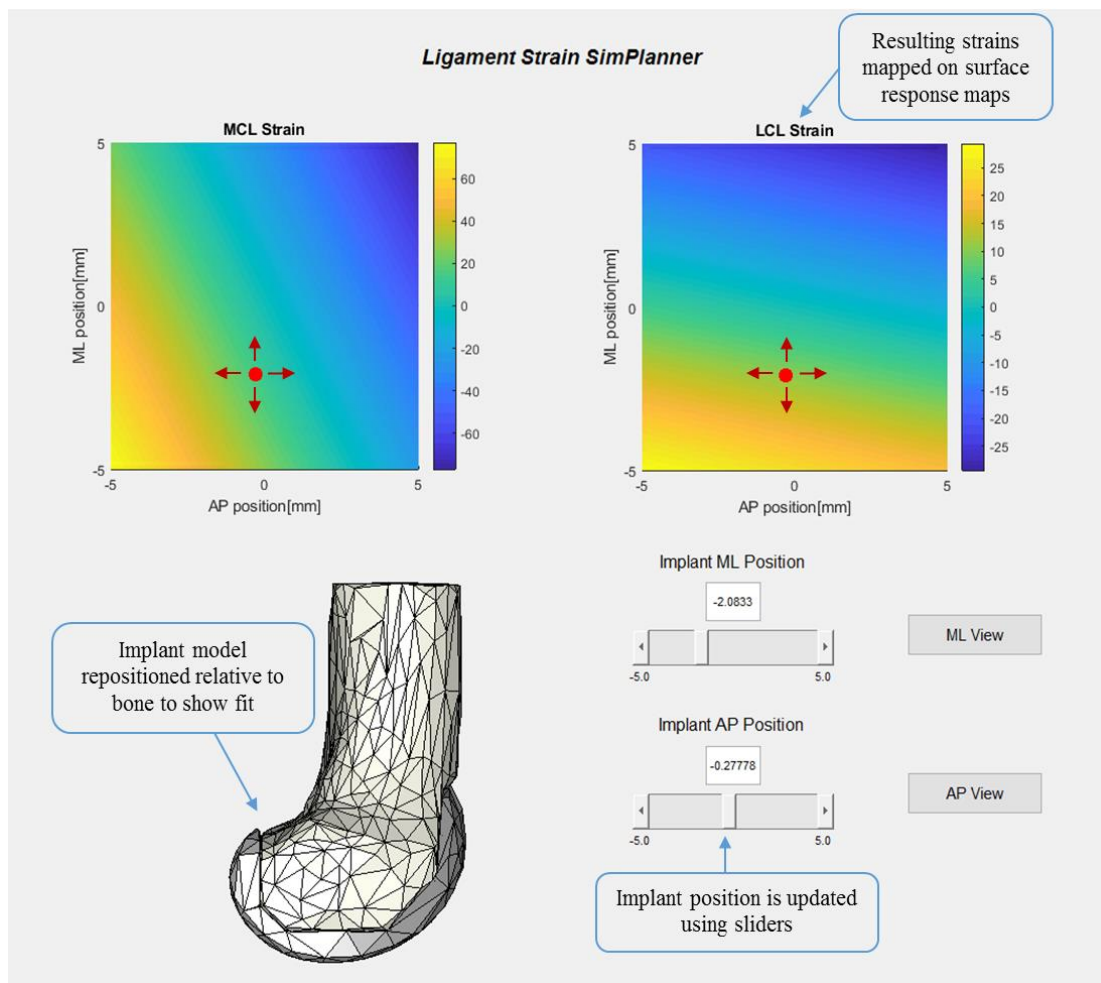 Ligament Strain SimPlanner
Resulting strains
mapped on surface
response maps
MCL Strain
5
0
-5
ML position[mm]
-5
0
5
AP position[mm]
60
40
20
0
-20
-40
-60
LCL Strain
5
0
-5
ML position[mm]
-5
0
5
AP position[mm]
25
20
15
10
5
0
-5
-10
-15
-20
-25
Implant model
repositioned relative to
bone to show fit
Implant ML Position
-2.0833
-5.0
5.0
ML View
Implant AP Position
-0.27778
-5.0
5.0
AP View
Implant position is updated
using sliders